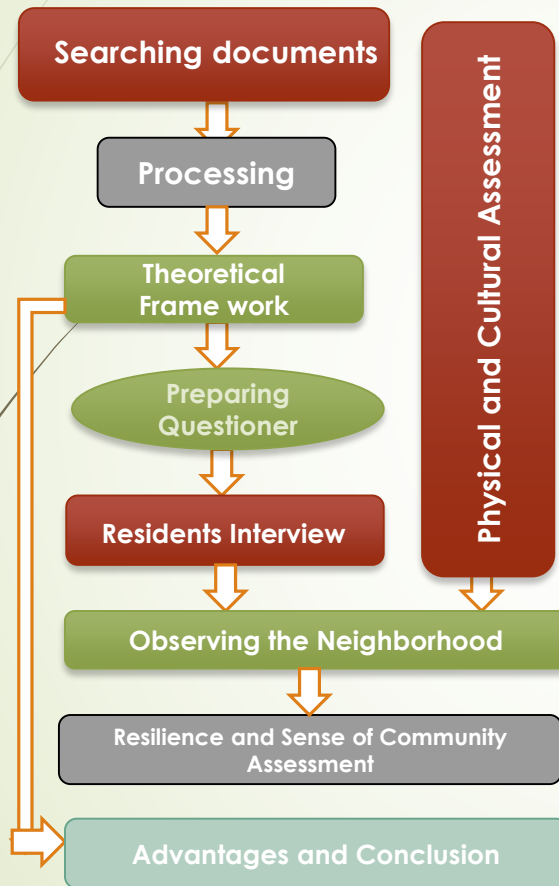 Searching documents
Processing
Theoretical
Frame work
Preparing
Questioner
Residents Interview
Physical and Cultural Assessment
Observing the Neighborhood
Resilience and Sense of Community
Assessment
Advantages and Conclusion